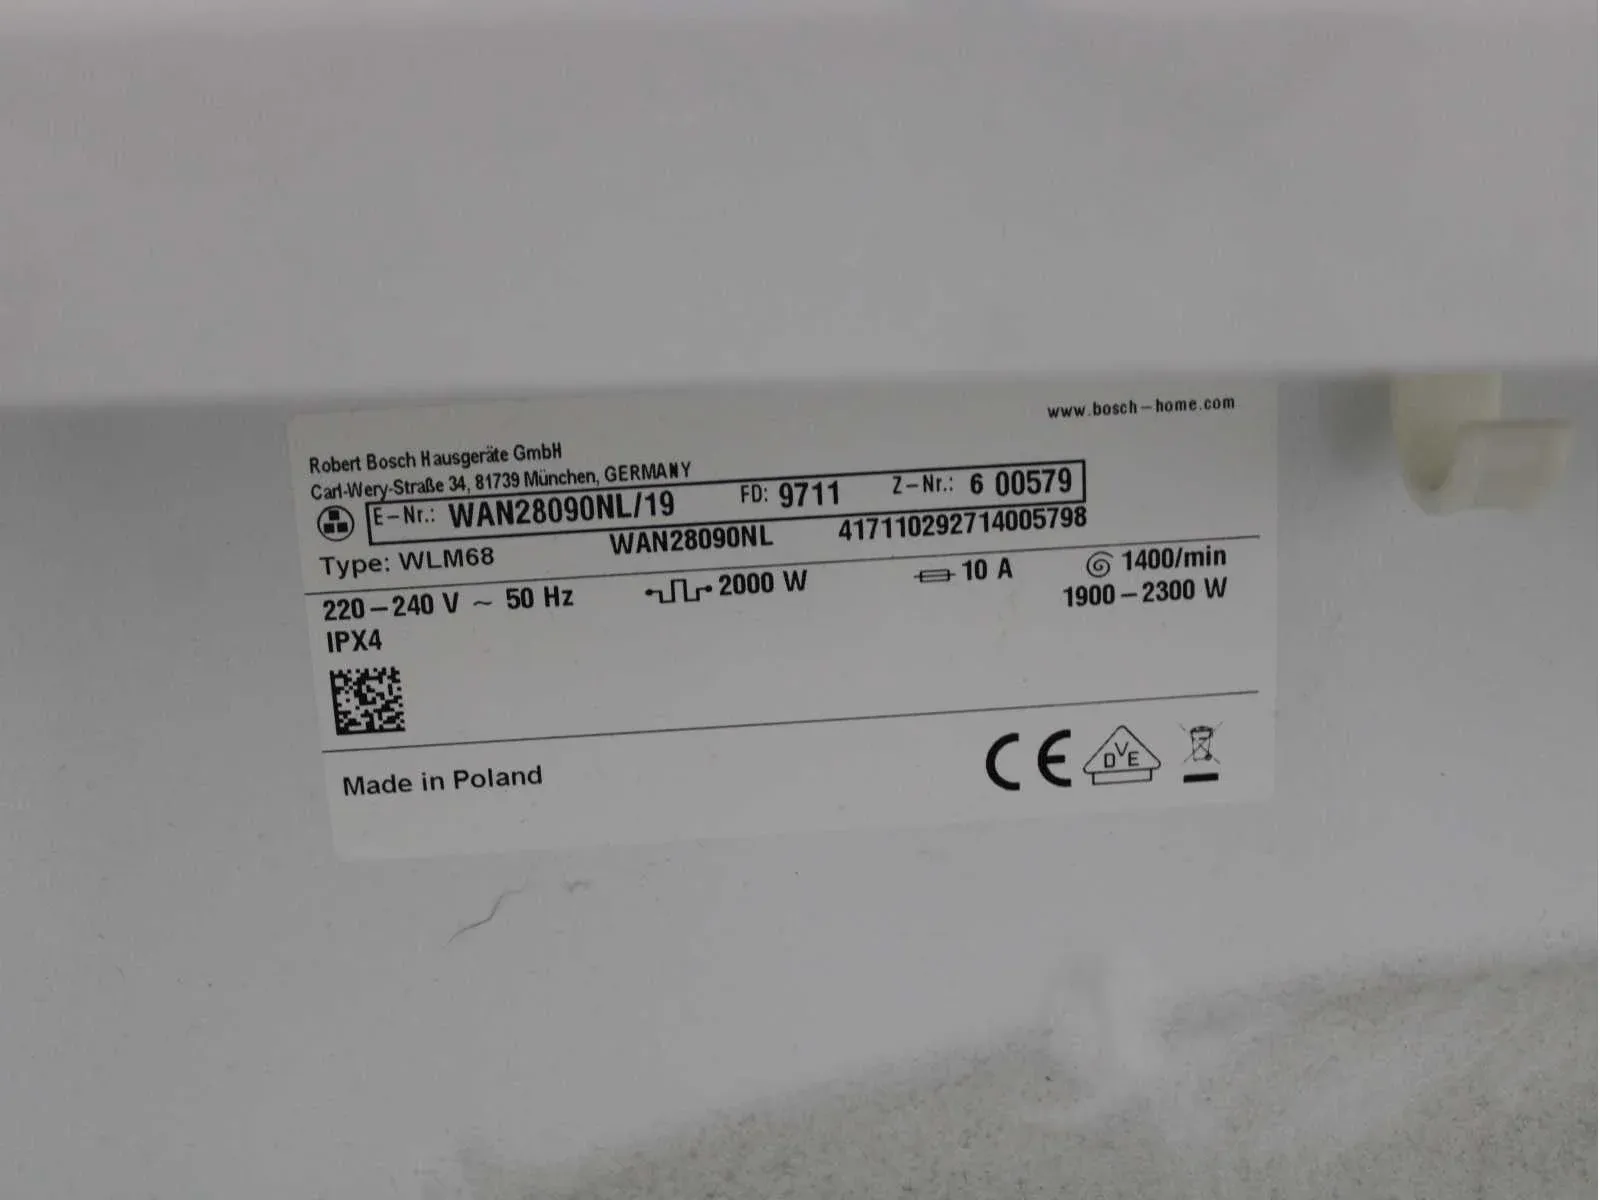 www.bosch-home.com
Robert Bosch Hausgeräte GmbH
Carl-Wery-Straße 34, 81739 München, GERMANY
E-Nr.: WAN28090NL/19 FD: 9711 Z-Nr.: 6 00579
Type: WLM68 WAN28090NL 417110292714005798
220-240 V ~ 50 Hz 2000 W 10 A 1400/min
IPX4 1900-2300 W
Made in Poland CE DVE